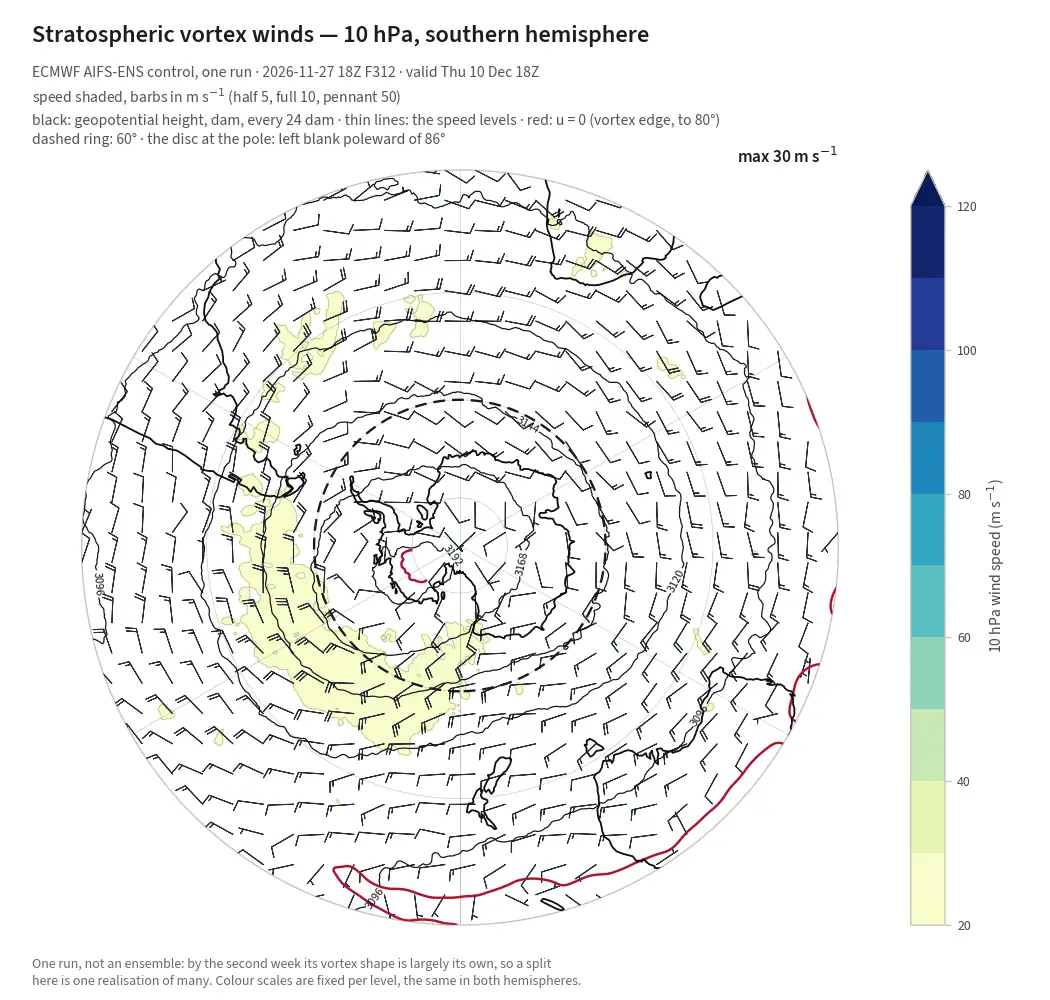 Stratospheric vortex winds — 10 hPa, southern hemisphere
ECMWF AIFS-ENS control, one run · 2026-11-27 18Z F312 · valid Thu 10 Dec 18Z
speed shaded, barbs in m s⁻¹ (half 5, full 10, pennant 50)
black: geopotential height, dam, every 24 dam · thin lines: the speed levels · red: u = 0 (vortex edge, to 80°)
dashed ring: 60° · the disc at the pole: left blank poleward of 86°
max 30 m s⁻¹
120
100
80
60
40
20
10 hPa wind speed (m s⁻¹)
3144
3192
3168
3120
3096
3096
One run, not an ensemble: by the second week its vortex shape is largely its own, so a split
here is one realisation of many. Colour scales are fixed per level, the same in both hemispheres.